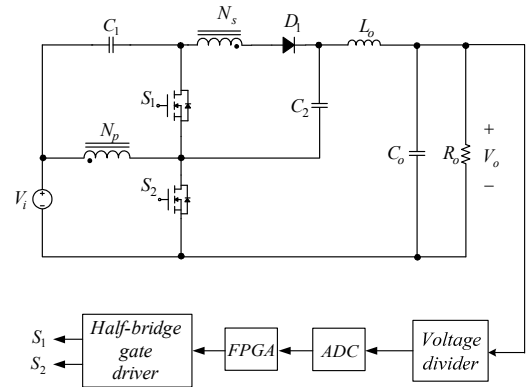 C₁
Nₛ
D₁
Lₒ
S₁
C₂
Nₚ
Cₒ
Rₒ
+
Vₒ
−
S₂
Vᵢ
+
-
S₁
S₂
Half-bridge
gate
driver
FPGA
ADC
Voltage
divider